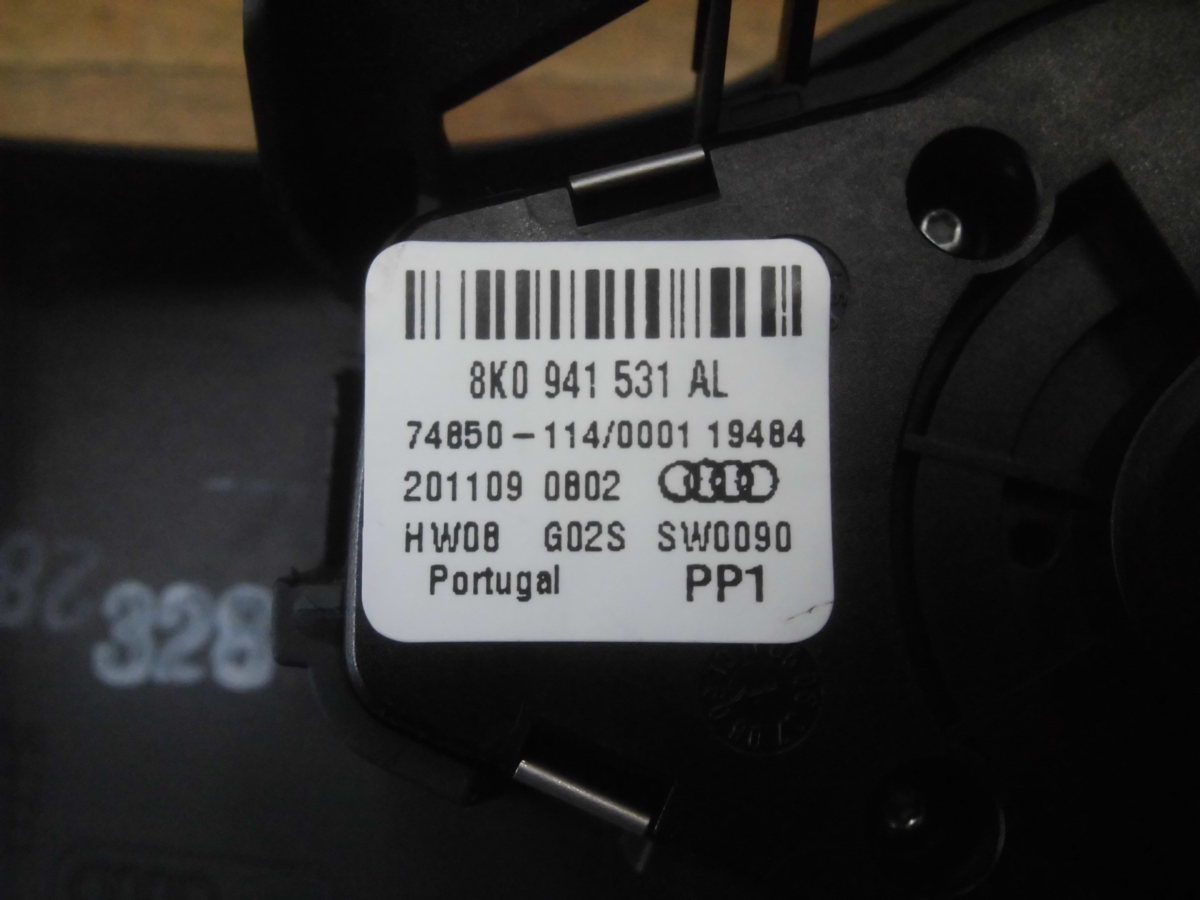 8K0 941 531 AL
74850-114/0001 19484
201109 0802
HW08 G02S SW0090
Portugal PP1
328